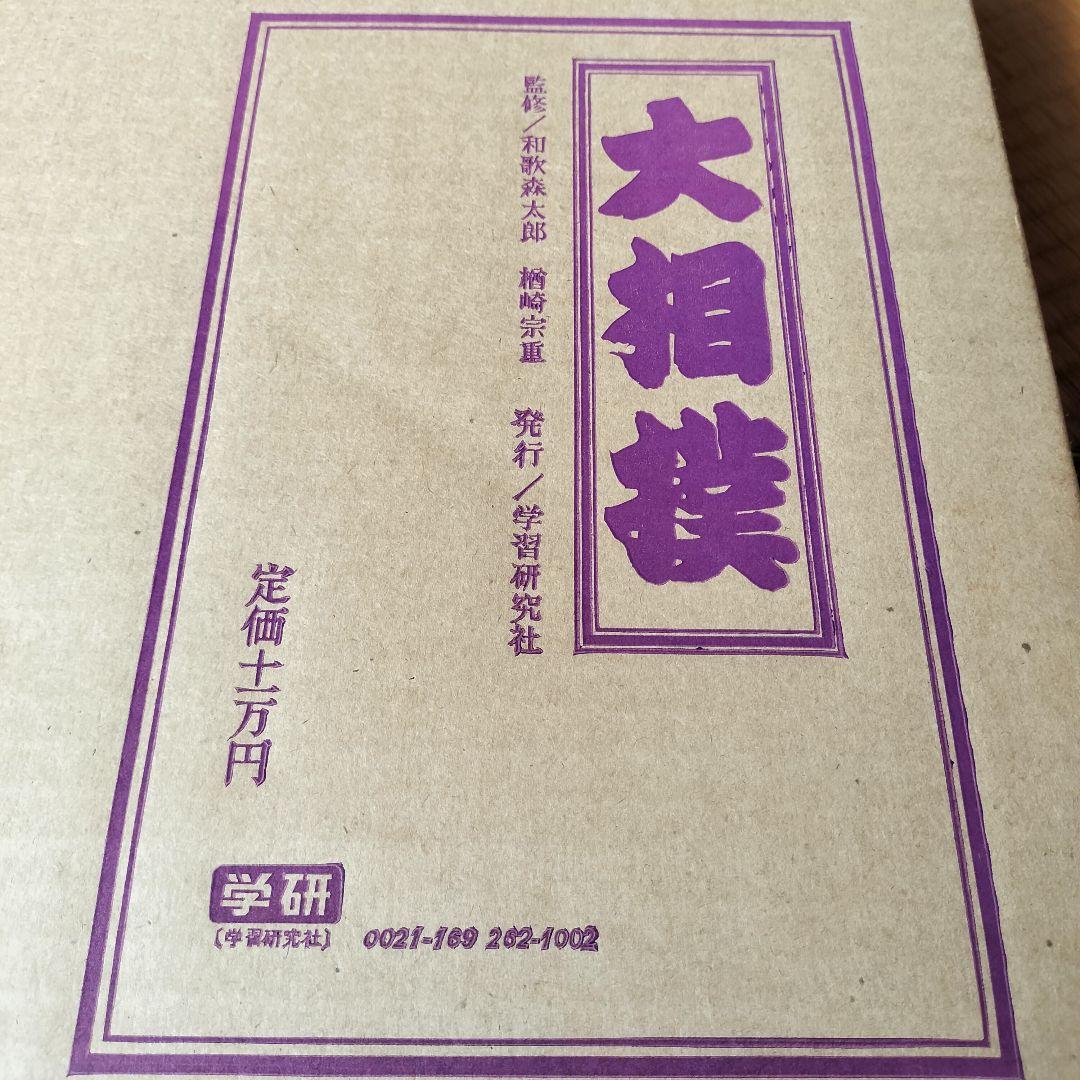 大相撲
監修/和歌森太郎 楢崎宗重 発行/学習研究社
定価十一万円
学研
〔学習研究社〕 0021-169 262-1002